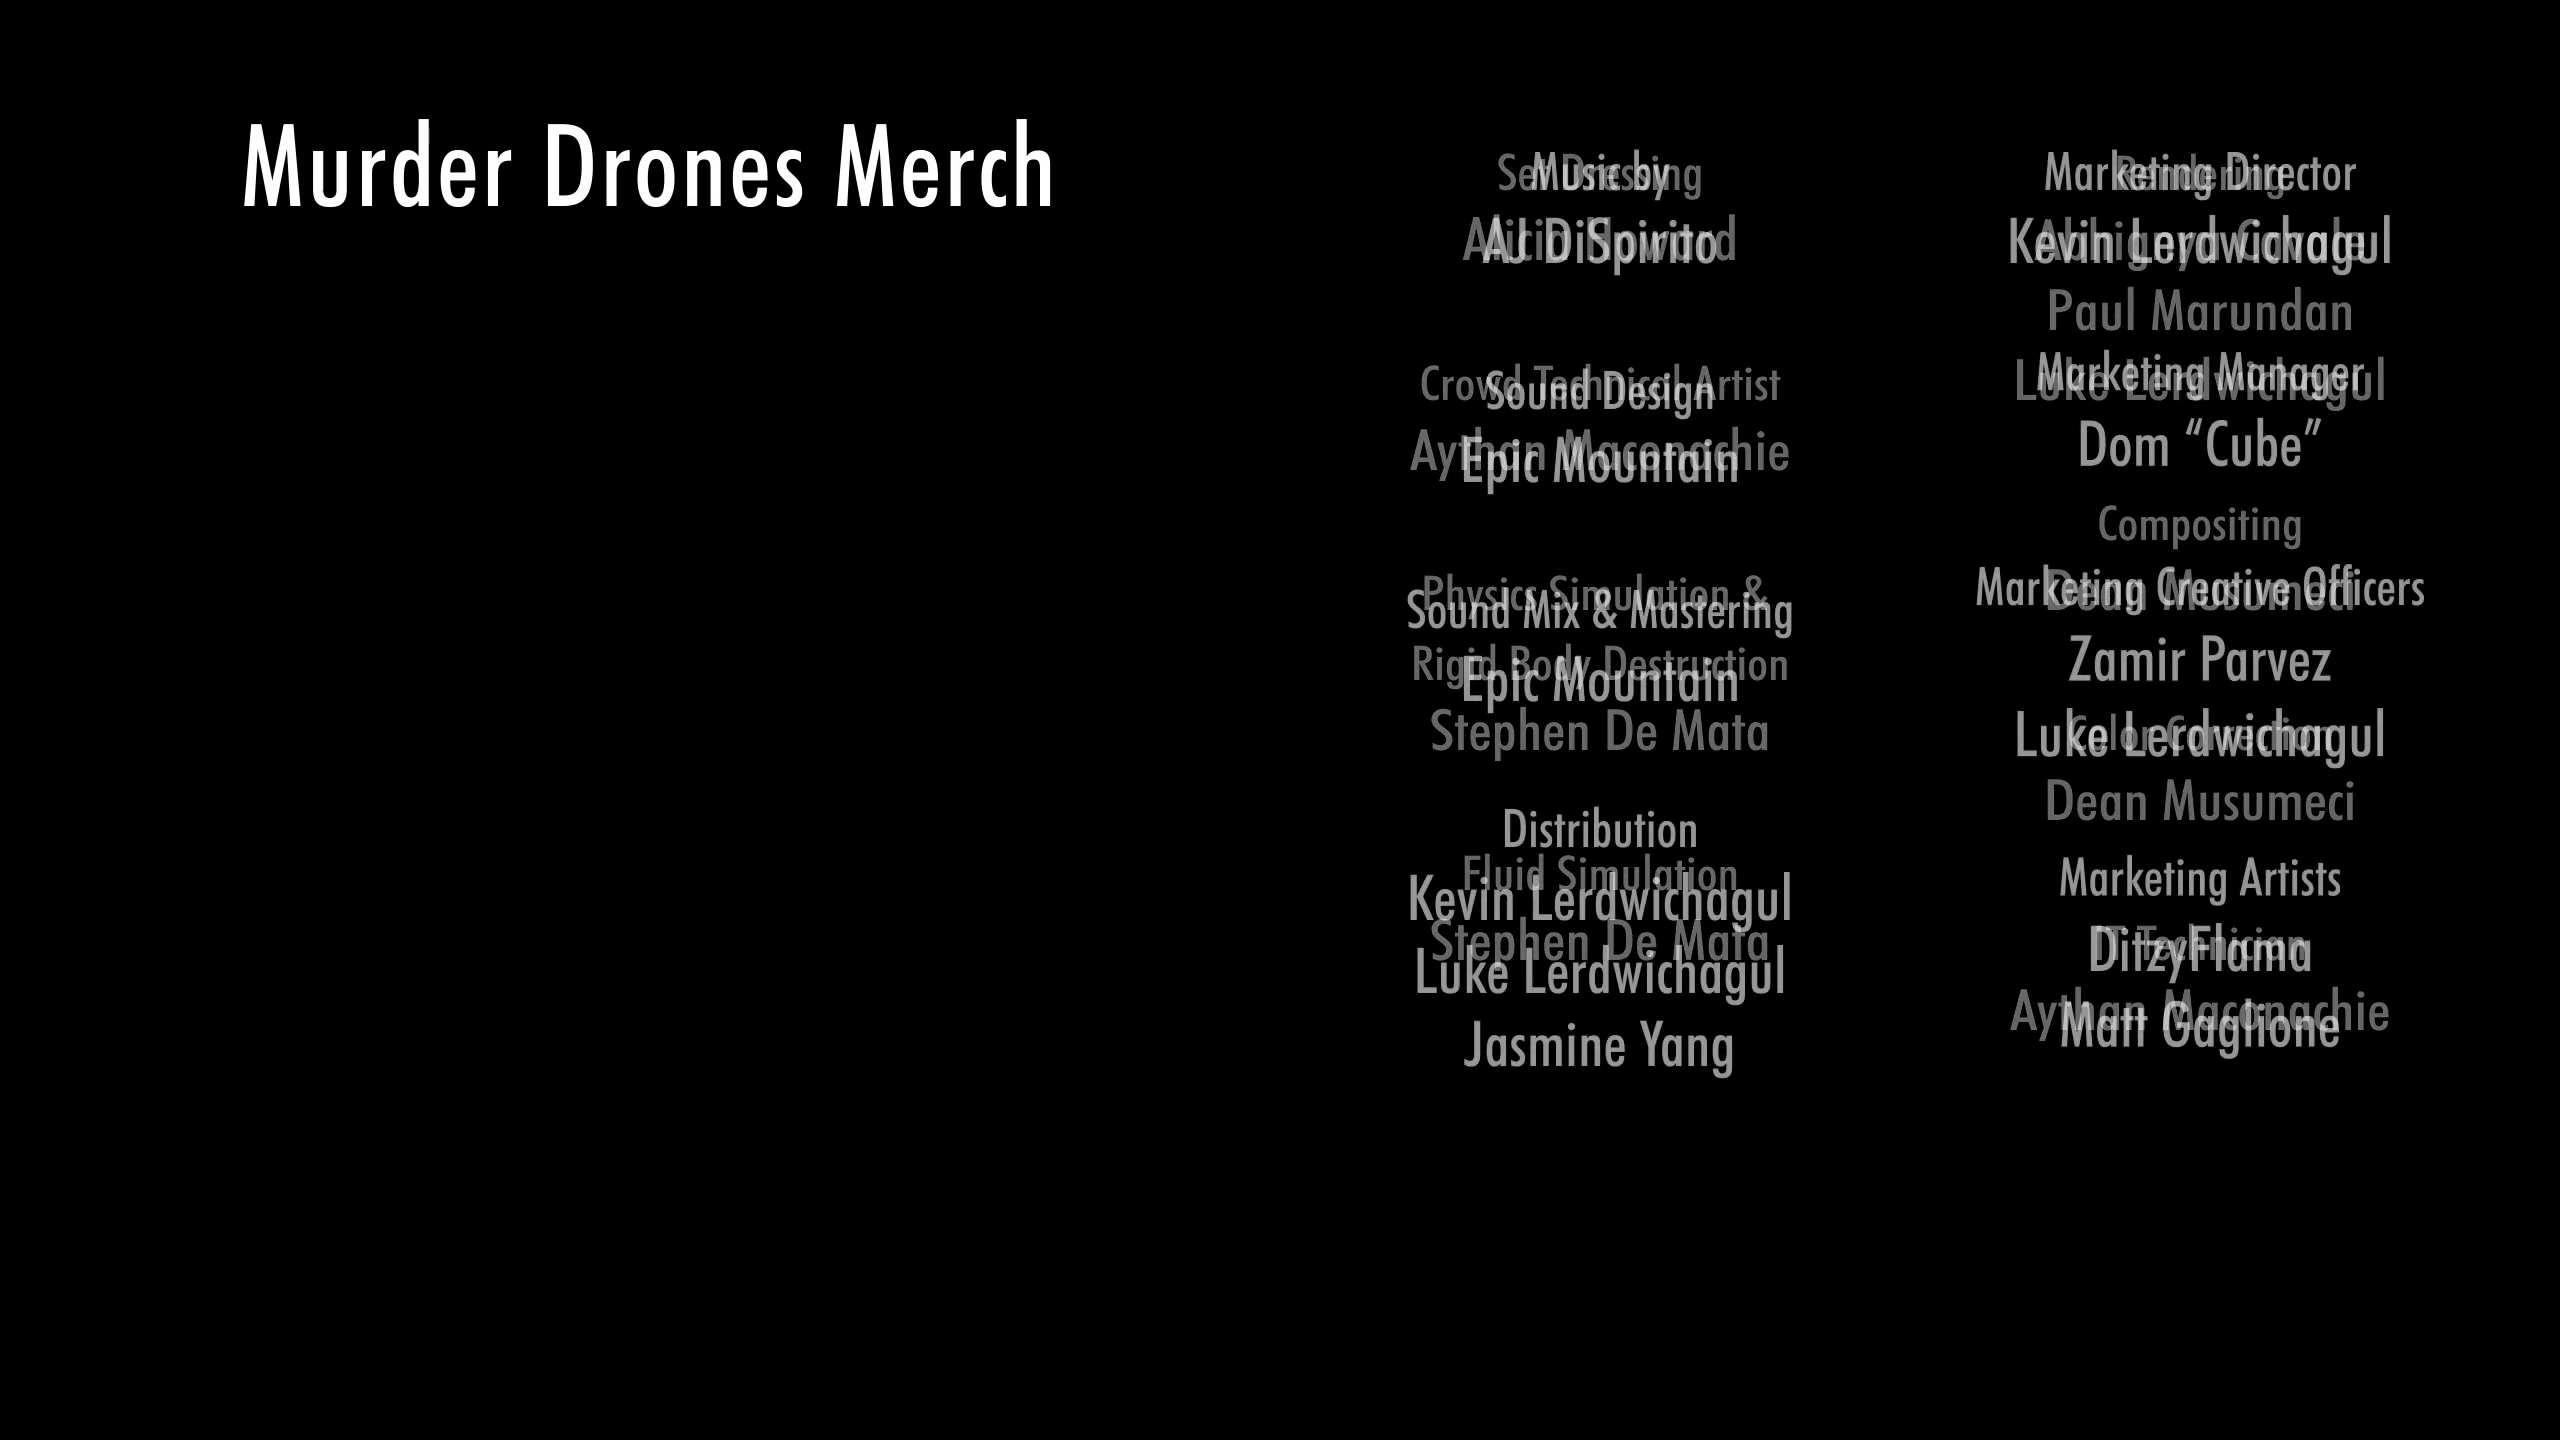 Murder Drones Merch
Music by
AJ DiSpirito
Sound Design
Epic Mountain
Sound Mix & Mastering
Epic Mountain
Distribution
Kevin Lerdwichagul
Luke Lerdwichagul
Jasmine Yang
Set Dressing
Alicia Howard
Crowd Technical Artist
Aythan Maconachie
Physics Simulation &
Rigid Body Destruction
Stephen De Mata
Fluid Simulation
Stephen De Mata
Marketing Director
Kevin Lerdwichagul
Marketing Manager
Dom “Cube”
Marketing Creative Officers
Zamir Parvez
Luke Lerdwichagul
Marketing Artists
DitzyFlama
Matt Gaglione
Rendering
Paul Marundan
Luke Lerdwichagul
Compositing
Dean Musumeci
Color Correction
Dean Musumeci
IT Technician
Aythan Maconachie